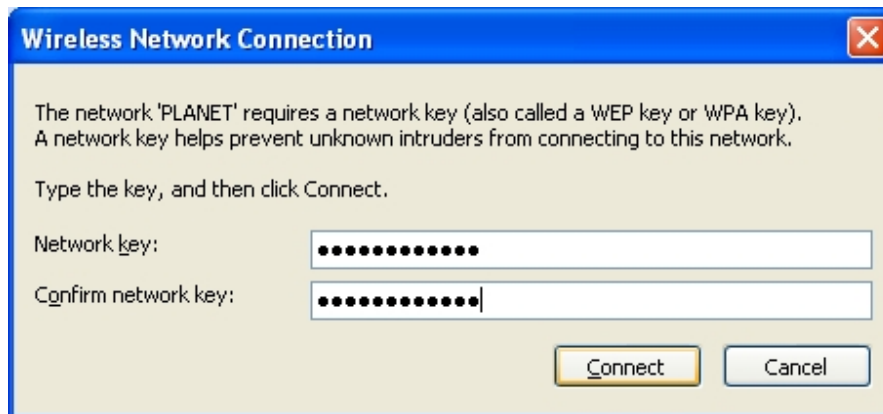 Wireless Network Connection
The network 'PLANET' requires a network key (also called a WEP key or WPA key).
A network key helps prevent unknown intruders from connecting to this network.
Type the key, and then click Connect.
Network key: ••••••••••••
Confirm network key: ••••••••••••
Connect Cancel